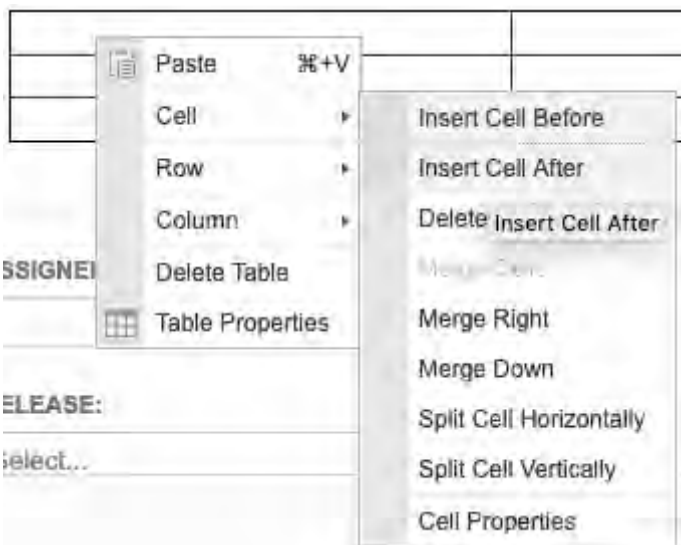 Paste ⌘+V
Cell
Row
Column
Delete Table
Table Properties
Insert Cell Before
Insert Cell After
Delete
Insert Cell After
Merge Right
Merge Down
Split Cell Horizontally
Split Cell Vertically
Cell Properties
SSIGNE
ELEASE:
Select...